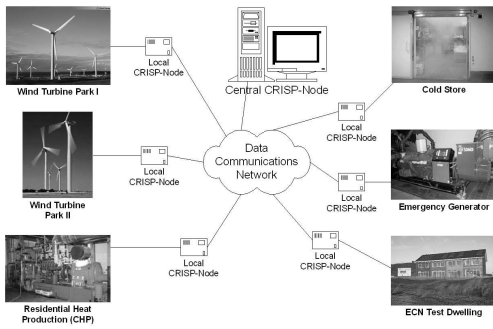 Local
CRISP-Node
Wind Turbine Park I
Central CRISP-Node
Cold Store
Local
CRISP-Node
Data
Communications
Network
Local
CRISP-Node
Wind Turbine
Park II
Local
CRISP-Node
Emergency Generator
Local
CRISP-Node
Local
CRISP-Node
Residential Heat
Production (CHP)
ECN Test Dwelling